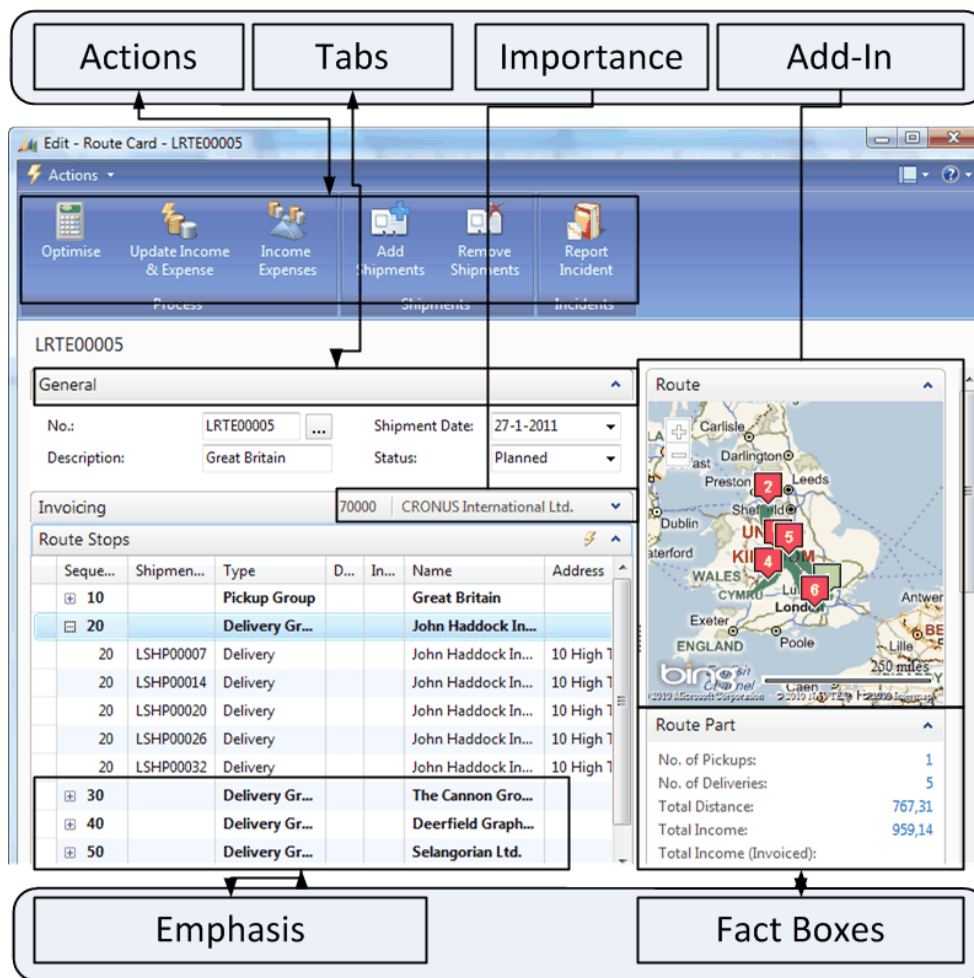 Actions Tabs Importance Add-In
Edit - Route Card - LRTE00005
Actions
Optimise Update Income & Expense Income Expenses Add Shipments Remove Shipments Report Incident
Process Shipments Incidents
LRTE00005
General
No.: LRTE00005 ... Shipment Date: 27-1-2011
Description: Great Britain Status: Planned
Invoicing 70000 CRONUS International Ltd.
Route Stops
Seque... Shipmen... Type D... In... Name Address
10 Pickup Group Great Britain
20 Delivery Gr... John Haddock In...
20 LSHP00007 Delivery John Haddock In... 10 High T
20 LSHP00014 Delivery John Haddock In... 10 High T
20 LSHP00020 Delivery John Haddock In... 10 High T
20 LSHP00026 Delivery John Haddock In... 10 High T
20 LSHP00032 Delivery John Haddock In... 10 High T
30 Delivery Gr... The Cannon Gro...
40 Delivery Gr... Deerfield Graph...
50 Delivery Gr... Selangorian Ltd.
Route
Carlisle
Darlington
Preston 2 Leeds
Sheffield
Dublin 5
4
WALES
CYMRU 6
London
Exeter Poole
ENGLAND Lille
bing 250 miles
Caen
Route Part
No. of Pickups: 1
No. of Deliveries: 5
Total Distance: 767,31
Total Income: 959,14
Total Income (Invoiced):
Emphasis Fact Boxes